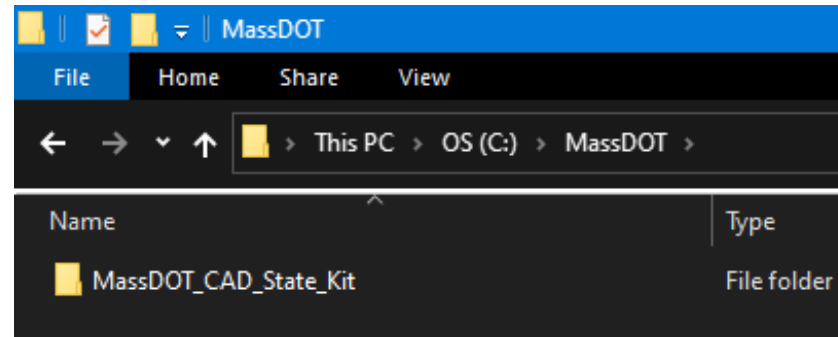 MassDOT
File Home Share View
This PC > OS (C:) > MassDOT >
Name Type
MassDOT_CAD_State_Kit File folder